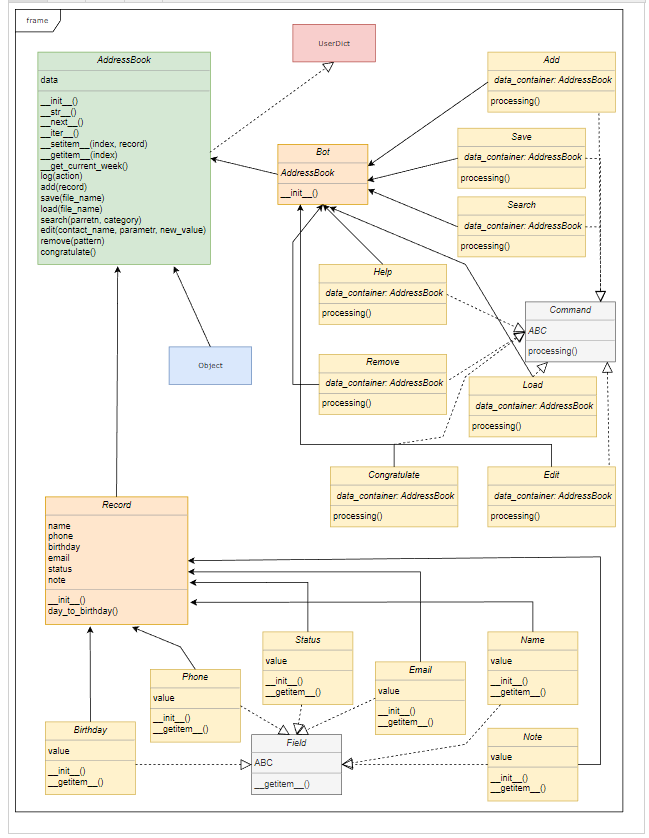 frame
UserDict
AddressBook
data
__init__()
__str__()
__next__()
__iter__()
__setitem__(index, record)
__getitem__(index)
__get_current_week()
log(action)
add(record)
save(file_name)
load(file_name)
search(parretn, category)
edit(contact_name, parametr, new_value)
remove(pattern)
congratulate()
Bot
AddressBook
__init__()
Add
data_container: AddressBook
processing()
Save
data_container: AddressBook
processing()
Search
data_container: AddressBook
processing()
Help
data_container: AddressBook
processing()
Command
ABC
processing()
Object
Remove
data_container: AddressBook
processing()
Load
data_container: AddressBook
processing()
Congratulate
data_container: AddressBook
processing()
Edit
data_container: AddressBook
processing()
Record
name
phone
birthday
email
status
note
__init__()
day_to_birthday()
Status
value
__init__()
__getitem__()
Name
value
__init__()
__getitem__()
Phone
value
__init__()
__getitem__()
Email
value
__init__()
__getitem__()
Birthday
value
__init__()
__getitem__()
Field
ABC
__getitem__()
Note
value
__init__()
__getitem__()